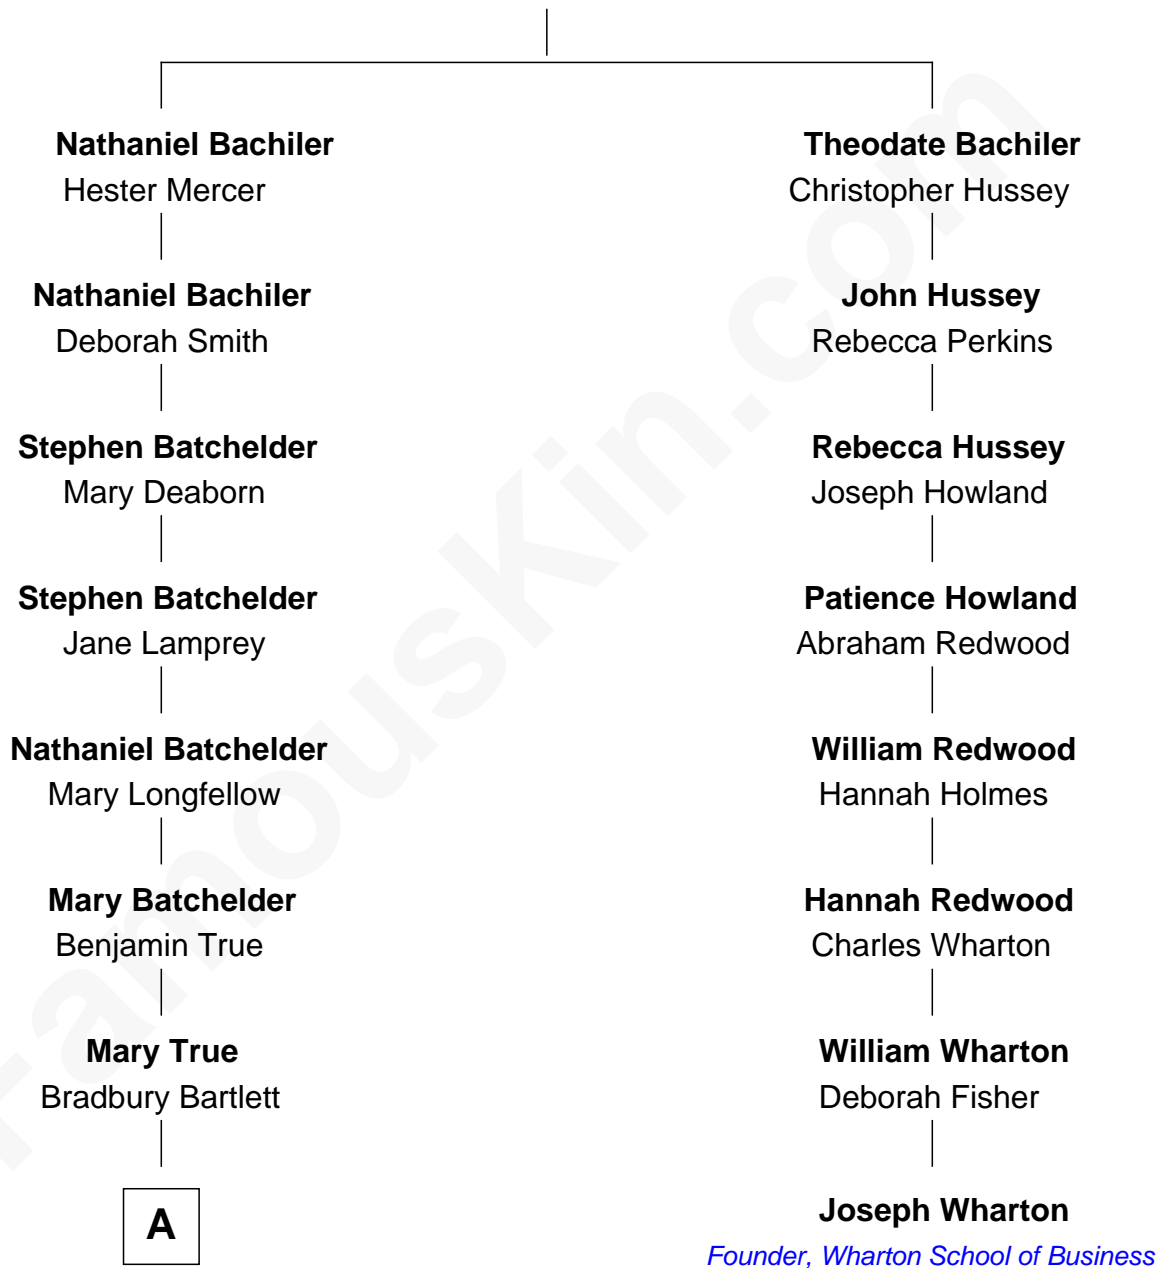 Nathaniel Bachiler
Hester Mercer
Nathaniel Bachiler
Deborah Smith
Stephen Batchelder
Mary Deaborn
Stephen Batchelder
Jane Lamprey
Nathaniel Batchelder
Mary Longfellow
Mary Batchelder
Benjamin True
Mary True
Bradbury Bartlett
A
Theodate Bachiler
Christopher Hussey
John Hussey
Rebecca Perkins
Rebecca Hussey
Joseph Howland
Patience Howland
Abraham Redwood
William Redwood
Hannah Holmes
Hannah Redwood
Charles Wharton
William Wharton
Deborah Fisher
Joseph Wharton
Founder, Wharton School of Business
FamousKin.com